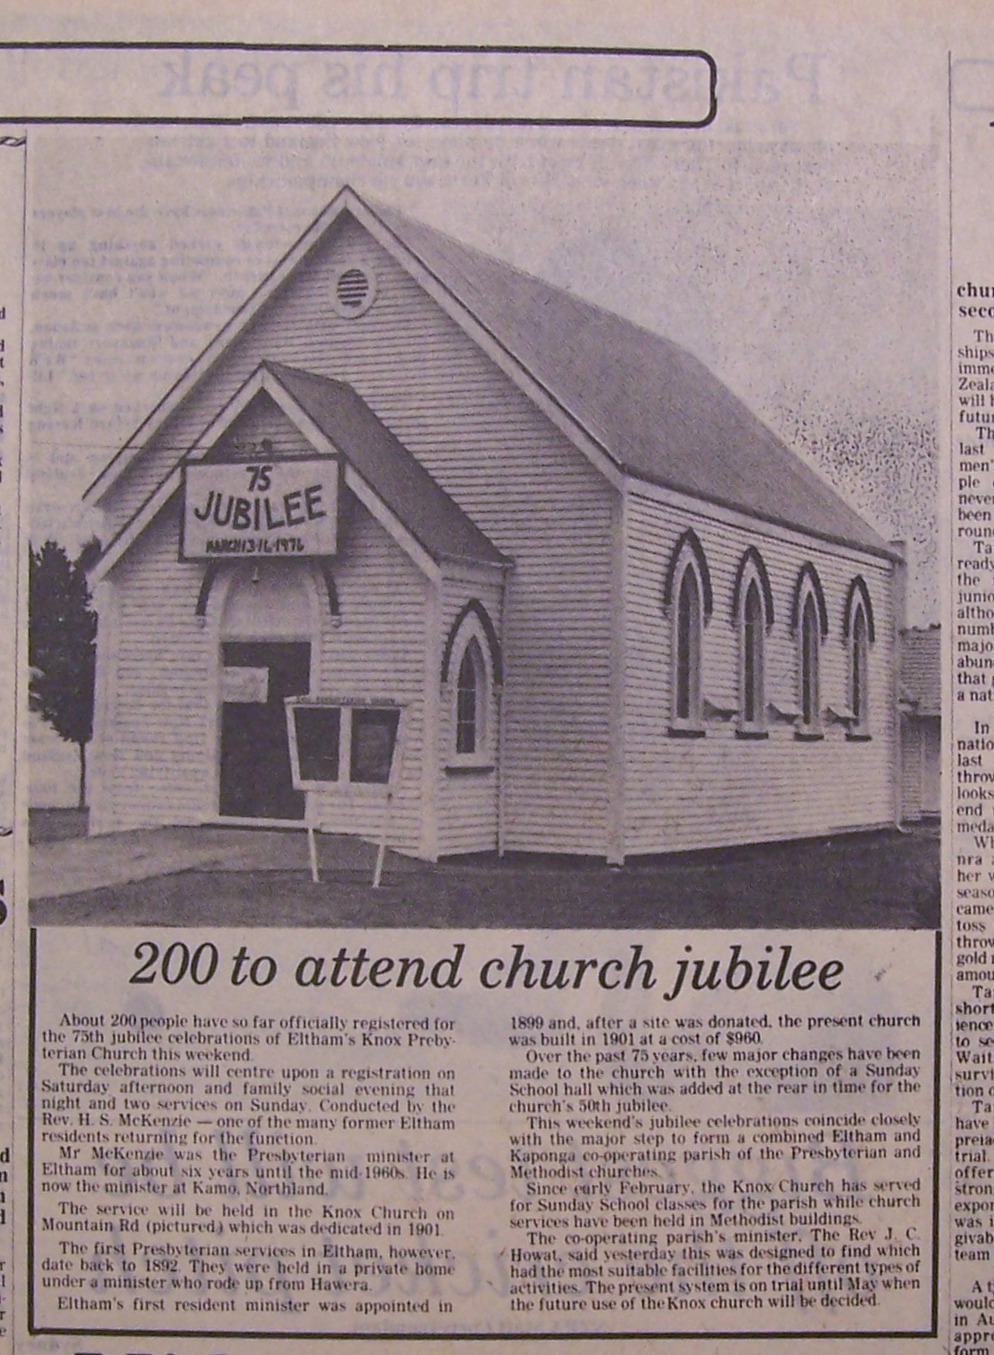 75
JUBILEE
MARCH 13-16-1976
200 to attend church jubilee
About 200 people have so far officially registered for
the 75th jubilee celebrations of Eltham's Knox Preby-
terian Church this weekend.
The celebrations will centre upon a registration on
Saturday afternoon and family social evening that
night and two services on Sunday. Conducted by the
Rev. H. S. McKenzie — one of the many former Eltham
residents returning for the function.
Mr McKenzie was the Presbyterian minister at
Eltham for about six years until the mid-1960s. He is
now the minister at Kamo, Northland.
The service will be held in the Knox Church on
Mountain Rd (pictured) which was dedicated in 1901.
The first Presbyterian services in Eltham, however,
date back to 1892. They were held in a private home
under a minister who rode up from Hawera.
Eltham's first resident minister was appointed in
1899 and, after a site was donated, the present church
was built in 1901 at a cost of $960.
Over the past 75 years, few major changes have been
made to the church with the exception of a Sunday
School hall which was added at the rear in time for the
church's 50th jubilee.
This weekend's jubilee celebrations coincide closely
with the major step to form a combined Eltham and
Kaponga co-operating parish of the Presbyterian and
Methodist churches.
Since early February, the Knox Church has served
for Sunday School classes for the parish while church
services have been held in Methodist buildings.
The co-operating parish's minister, The Rev J. C.
Howat, said yesterday this was designed to find which
had the most suitable facilities for the different types of
activities. The present system is on trial until May when
the future use of the Knox church will be decided.